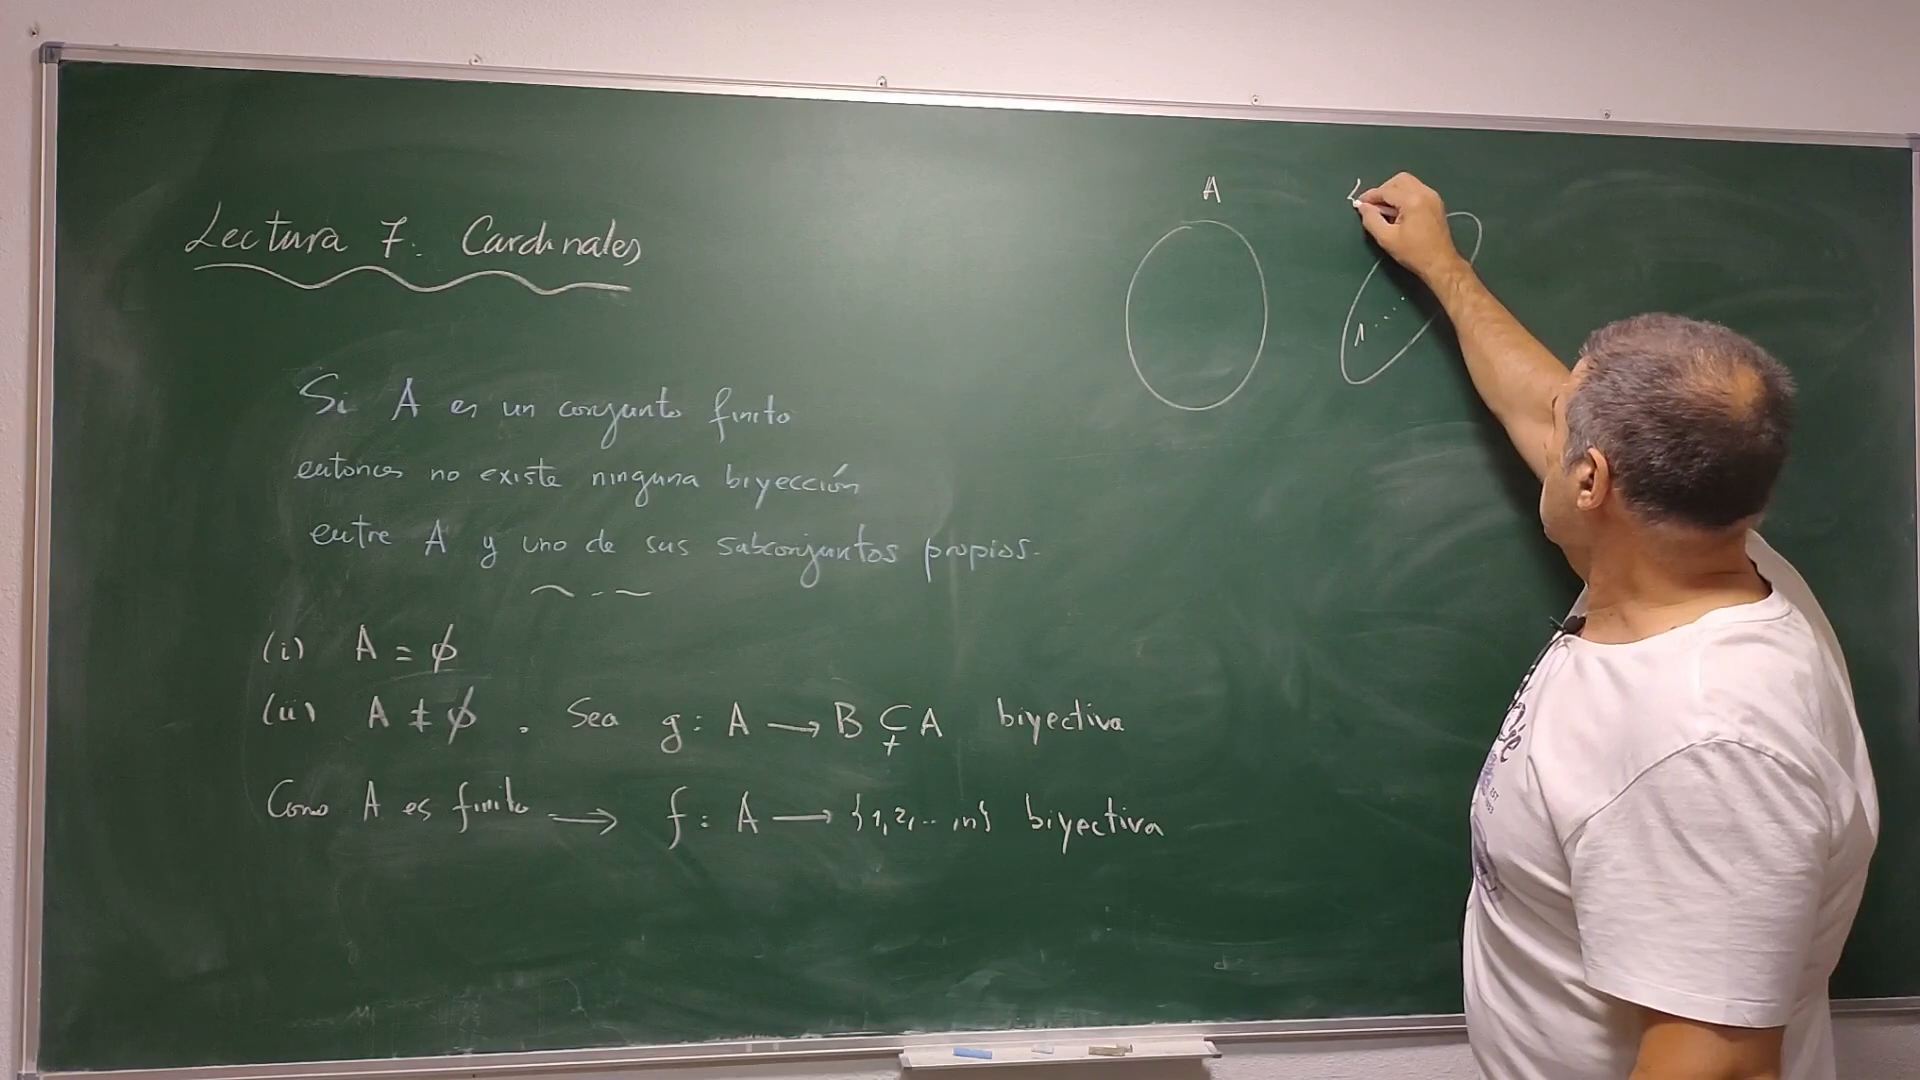 Lectura 7: Cardinales
Si A es un conjunto finito
entonces no existe ninguna biyección
entre A y uno de sus subconjuntos propios.
(i) A = ∅
(ii) A ≠ ∅. Sea g: A → B ⊊ A biyectiva
Como A es finito ⟹ f: A → {1,2,..,n} biyectiva
A
1....